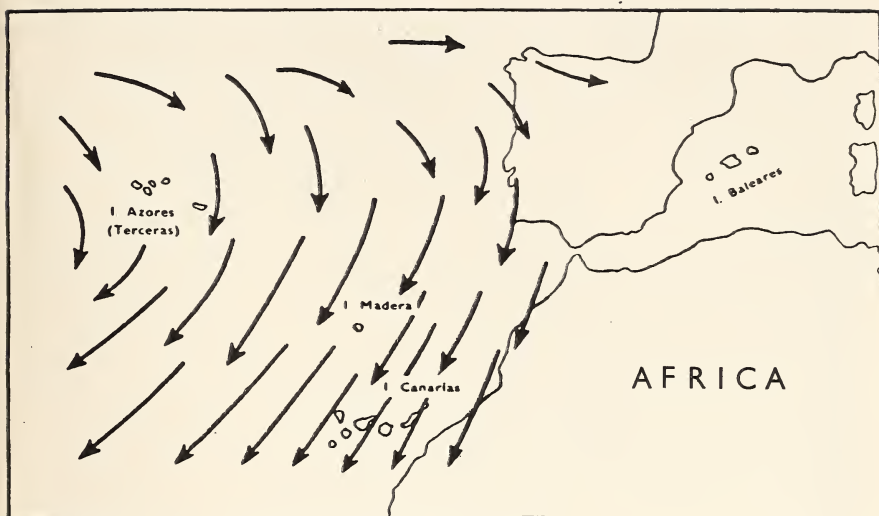 I Azores
(Terceras)
I. Baleares
I Madera
I Canarias
AFRICA